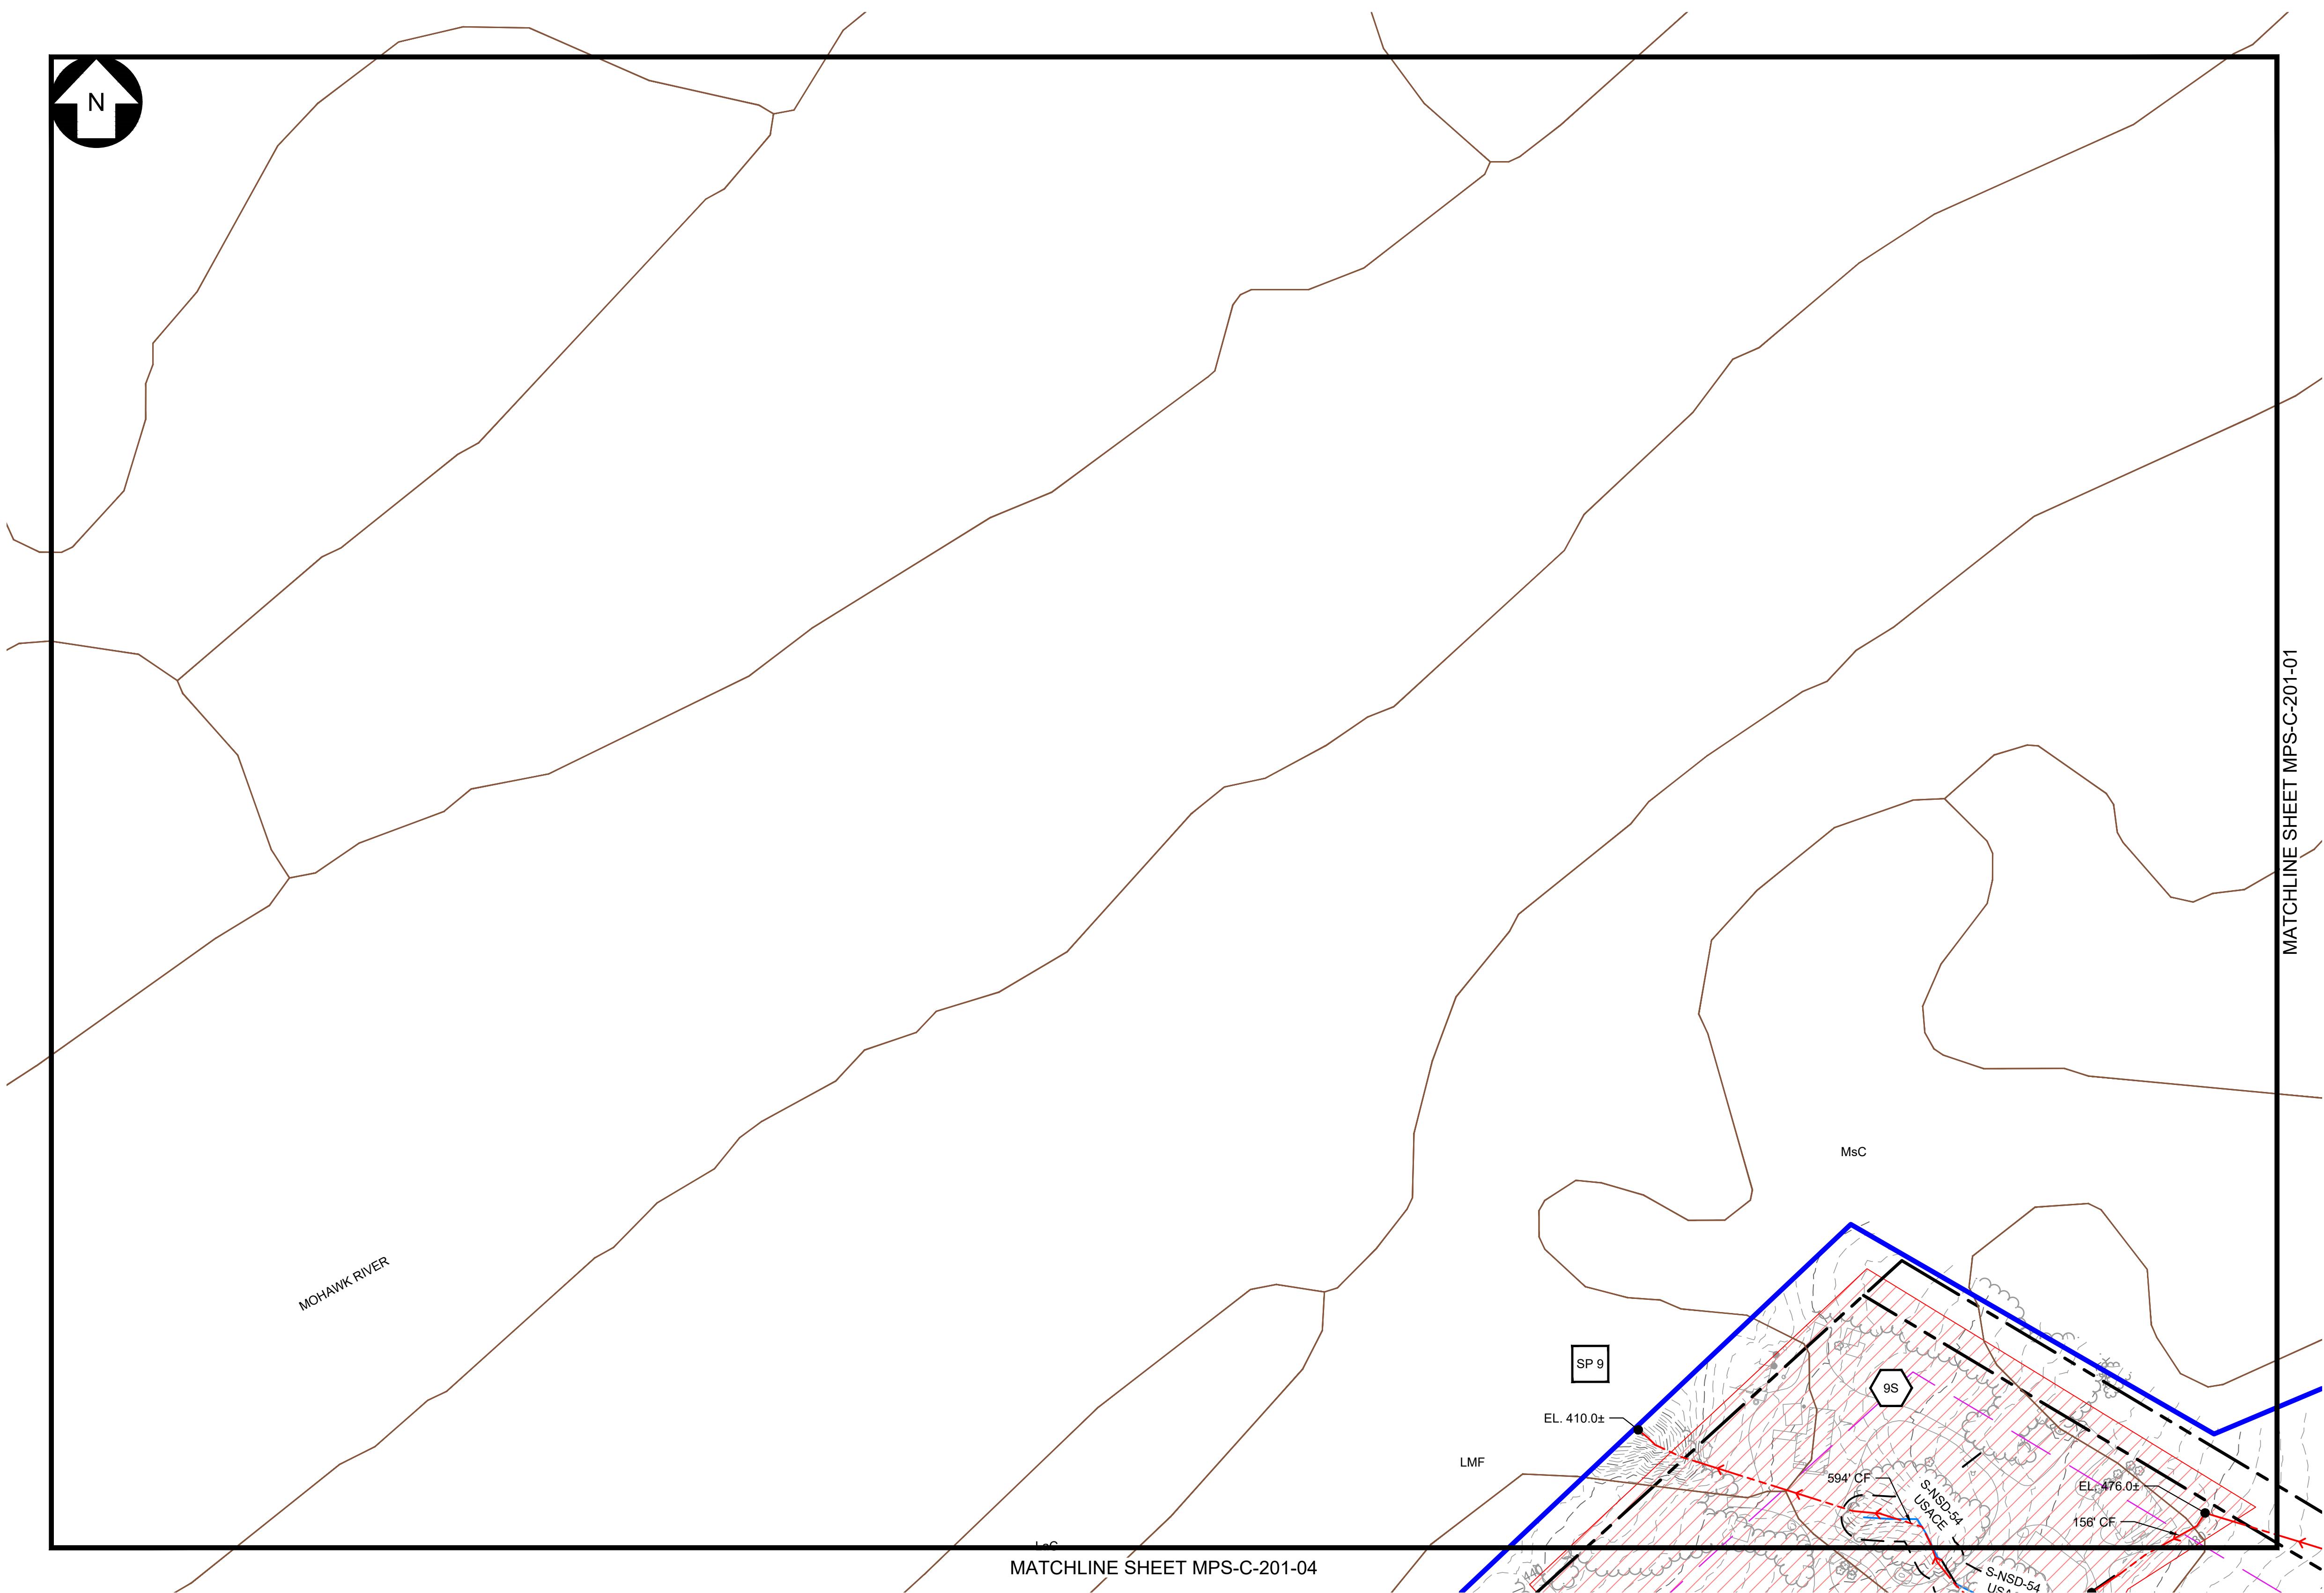 N
MATCHLINE SHEET MPS-C-201-01
MsC
MOHAWK RIVER
SP 9
9S
EL. 410.0±
LMF
594' CF
S-NSD-54
USACE
EL. 476.0±
156' CF
MATCHLINE SHEET MPS-C-201-04
440
S-NSD-54